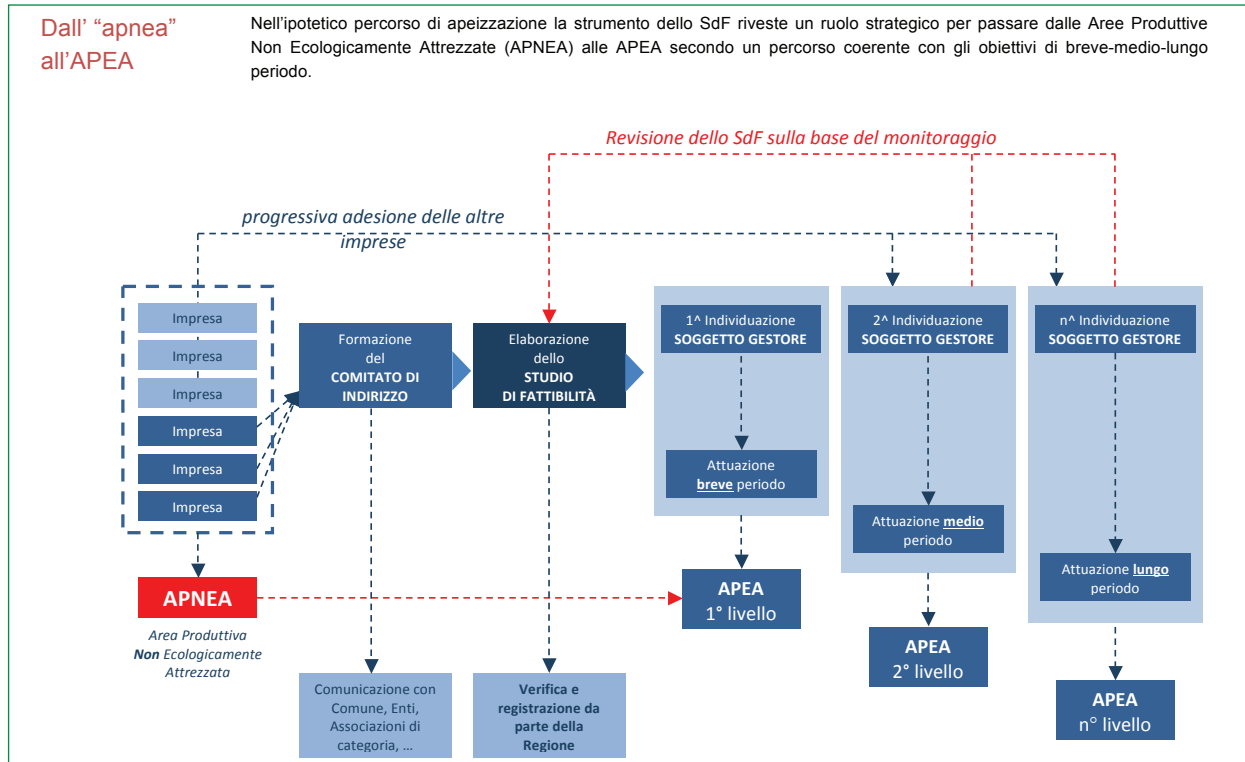 Dall’ “apnea”
all’APEA
Nell’ipotetico percorso di apeizzazione la strumento dello SdF riveste un ruolo strategico per passare dalle Aree Produttive
Non Ecologicamente Attrezzate (APNEA) alle APEA secondo un percorso coerente con gli obiettivi di breve-medio-lungo
periodo.
Revisione dello SdF sulla base del monitoraggio
progressiva adesione delle altre
imprese
Impresa
Impresa
Impresa
Impresa
Impresa
Impresa
Formazione
del
COMITATO DI
INDIRIZZO
Elaborazione
dello
STUDIO
DI FATTIBILITÀ
1^ Individuazione
SOGGETTO GESTORE
2^ Individuazione
SOGGETTO GESTORE
n^ Individuazione
SOGGETTO GESTORE
Attuazione
breve periodo
Attuazione medio
periodo
Attuazione lungo
periodo
APNEA
Area Produttiva
Non Ecologicamente
Attrezzata
APEA
1° livello
APEA
2° livello
APEA
n° livello
Comunicazione con
Comune, Enti,
Associazioni di
categoria, …
Verifica e
registrazione da
parte della
Regione